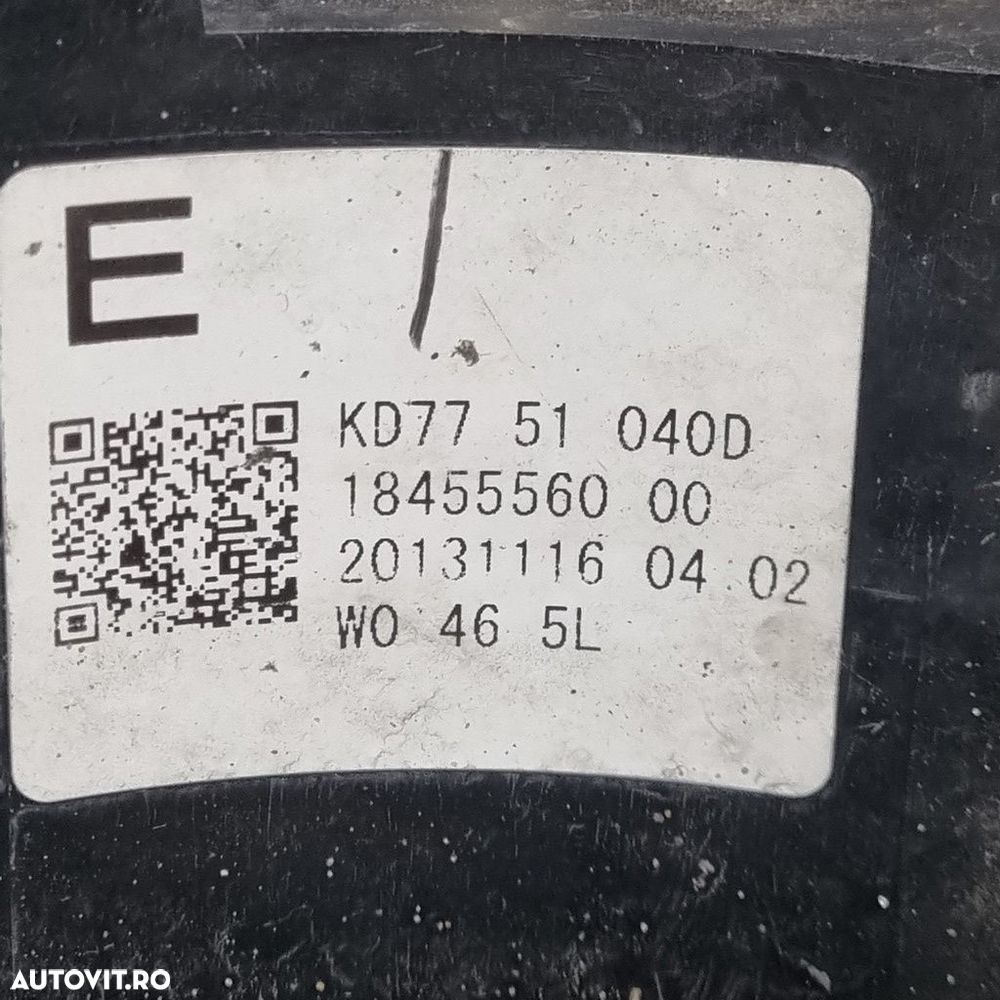 E
KD77 51 040D
18455560 00
20131116 04 02
W0 46 5L
AUTOVIT.RO